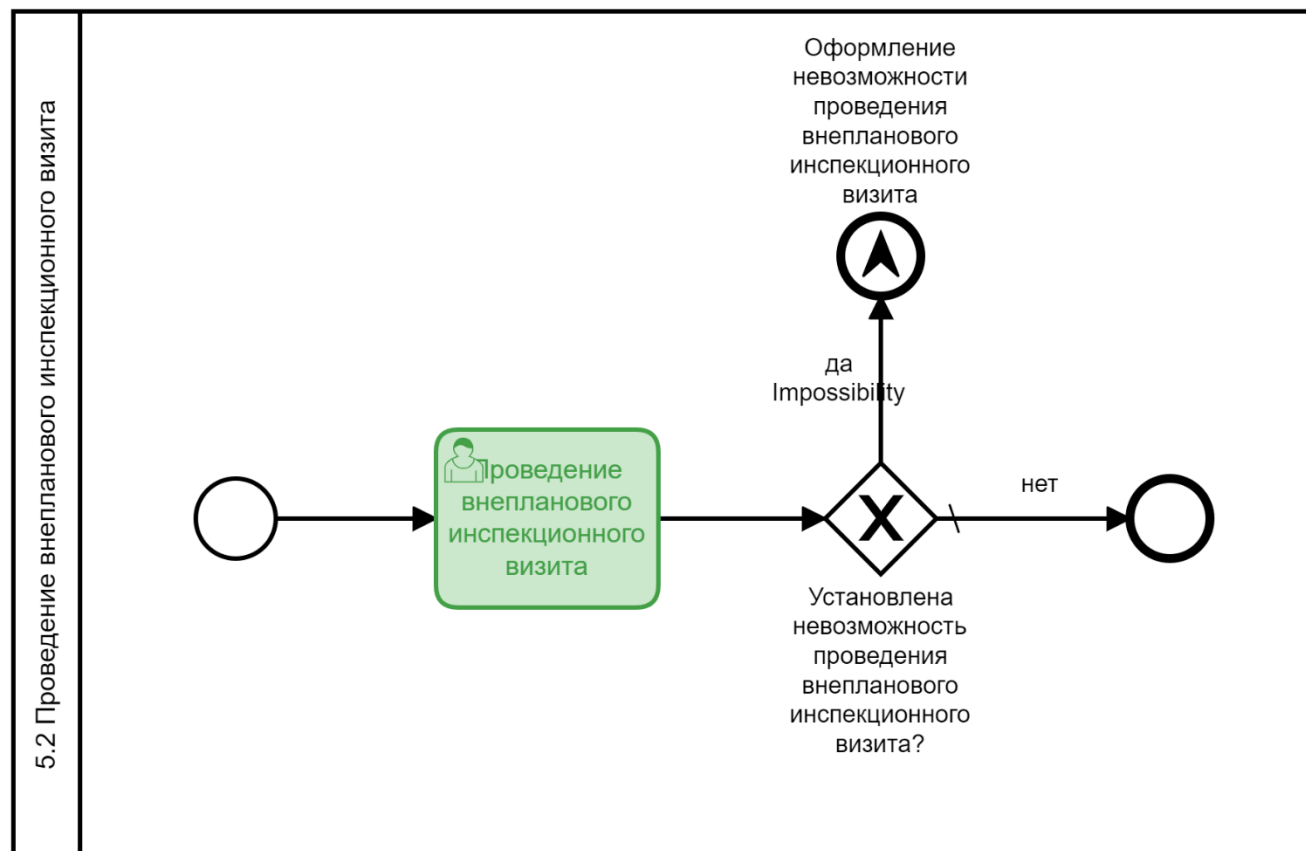 5.2 Проведение внепланового инспекционного визита
Оформление
невозможности
проведения
внепланового
инспекционного
визита
да
Impossibility
Проведение
внепланового
инспекционного
визита
X
нет
Установлена
невозможность
проведения
внепланового
инспекционного
визита?